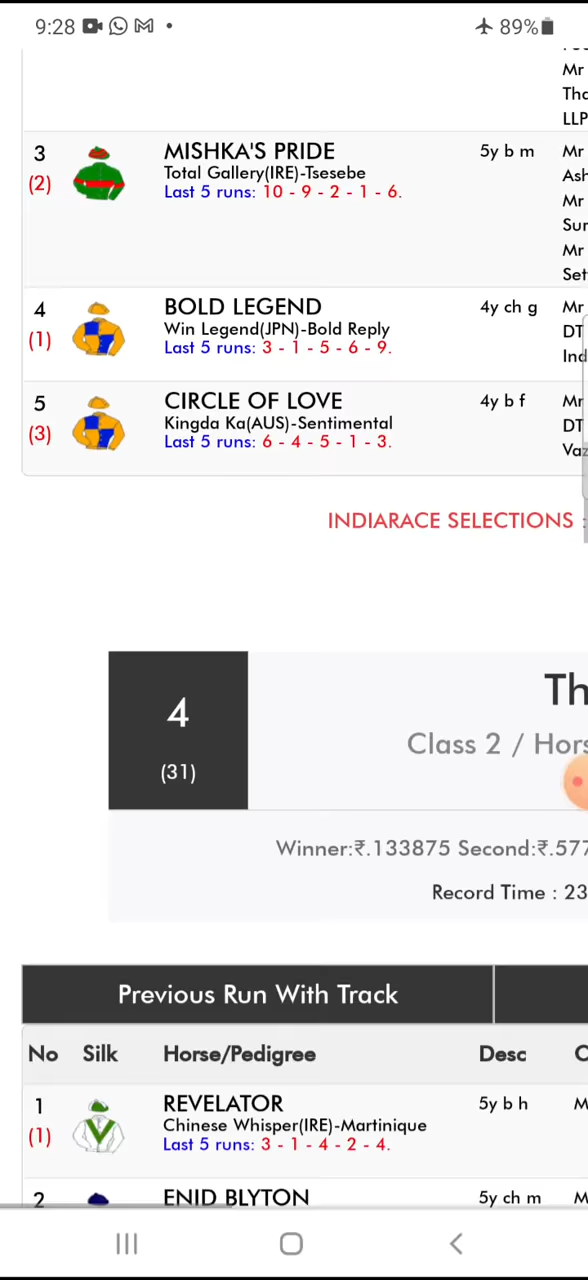 9:28
89%
Mr
Tho
LLP
3
(2)
MISHKA'S PRIDE
Total Gallery(IRE)-Tsesebe
Last 5 runs: 10 - 9 - 2 - 1 - 6.
5y b m
Mr
Ash
Mr
Sur
Mr
Set
4
(1)
BOLD LEGEND
Win Legend(JPN)-Bold Reply
Last 5 runs: 3 - 1 - 5 - 6 - 9.
4y ch g
Mr
DT
Ind
5
(3)
CIRCLE OF LOVE
Kingda Ka(AUS)-Sentimental
Last 5 runs: 6 - 4 - 5 - 1 - 3.
4y b f
Mr
DT
Vaz
INDIARACE SELECTIONS :
4
(31)
Th
Class 2 / Hors
Winner:₹.133875 Second:₹.577
Record Time : 23
Previous Run With Track
No Silk Horse/Pedigree Desc
1
(1)
REVELATOR
Chinese Whisper(IRE)-Martinique
Last 5 runs: 3 - 1 - 4 - 2 - 4.
5y b h
M
2
ENID BLYTON
5y ch m
M